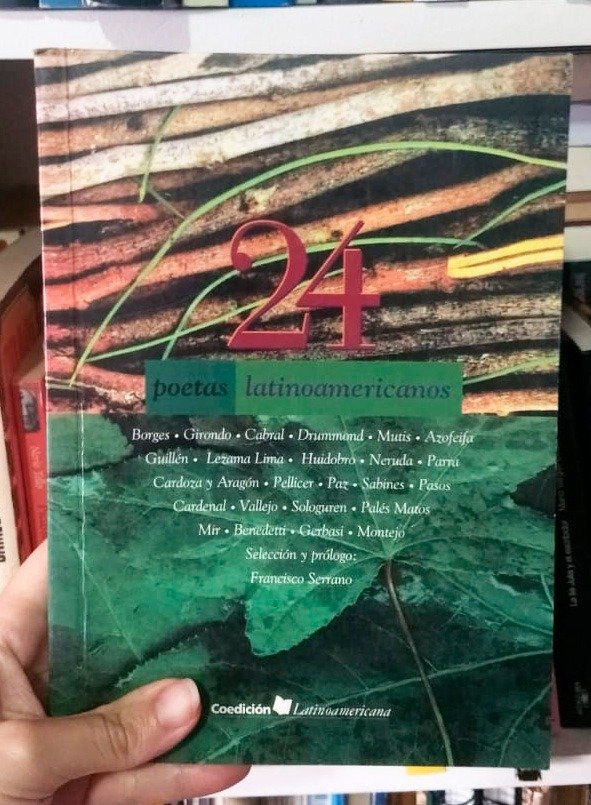 24
poetas latinoamericanos
Borges • Girondo • Cabral • Drummond • Mutis • Azofeifa
Guillén • Lezama Lima • Huidobro • Neruda • Parra
Cardoza y Aragón • Pellicer • Paz • Sabines • Pasos
Cardenal • Vallejo • Sologuren • Palés Matos
Mir • Benedetti • Gerbasi • Montejo
Selección y prólogo:
Francisco Serrano
Coedición Latinoamericana